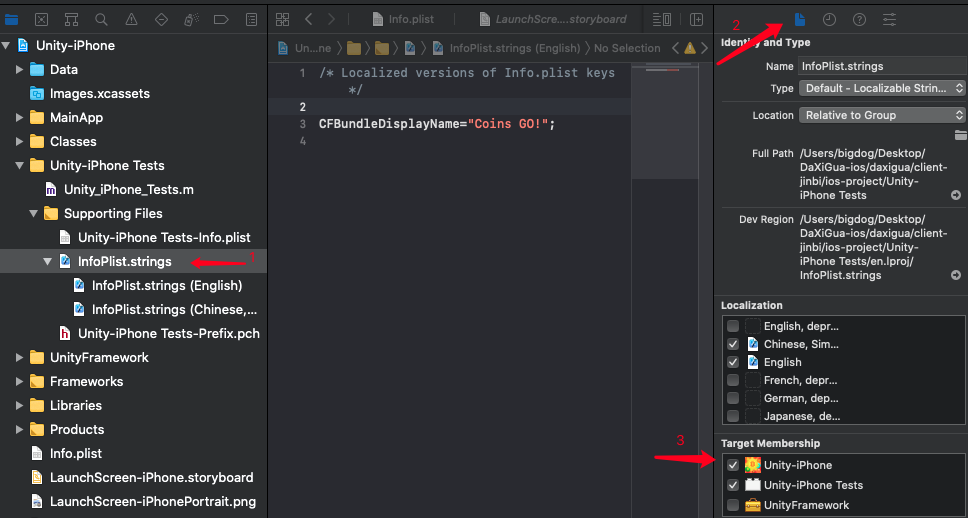 Unity-iPhone
Data
Images.xcassets
MainApp
Classes
Unity-iPhone Tests
Unity_iPhone_Tests.m
Supporting Files
Unity-iPhone Tests-Info.plist
InfoPlist.strings
1
InfoPlist.strings (English)
InfoPlist.strings (Chinese,...
Unity-iPhone Tests-Prefix.pch
UnityFramework
Frameworks
Libraries
Products
Info.plist
LaunchScreen-iPhone.storyboard
LaunchScreen-iPhonePortrait.png
Info.plist
LaunchScre....storyboard
Un...ne
InfoPlist.strings (English)
No Selection
1 /* Localized versions of Info.plist keys
*/
2
3 CFBundleDisplayName="Coins GO!";
4
2
Identity and Type
Name InfoPlist.strings
Type Default - Localizable Strin...
Location Relative to Group
Full Path /Users/bigdog/Desktop/
DaXiGua-ios/daxigua/client-
jinbi/ios-project/Unity-
iPhone Tests
Dev Region /Users/bigdog/Desktop/
DaXiGua-ios/daxigua/client-
jinbi/ios-project/Unity-
iPhone Tests/en.lproj/
InfoPlist.strings
Localization
English, depr...
Chinese, Sim...
English
French, depr...
German, dep...
Japanese, de...
3
Target Membership
Unity-iPhone
Unity-iPhone Tests
UnityFramework